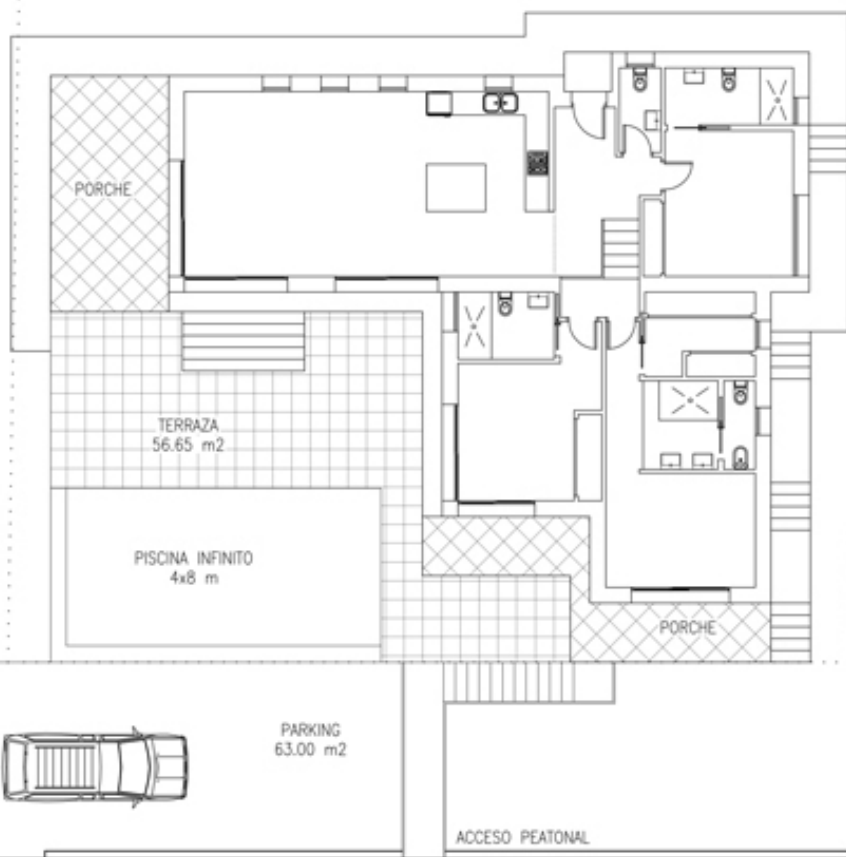 PORCHE
TERRAZA
56.65 m2
PISCINA INFINITO
4x8 m
PORCHE
PARKING
63.00 m2
ACCESO PEATONAL